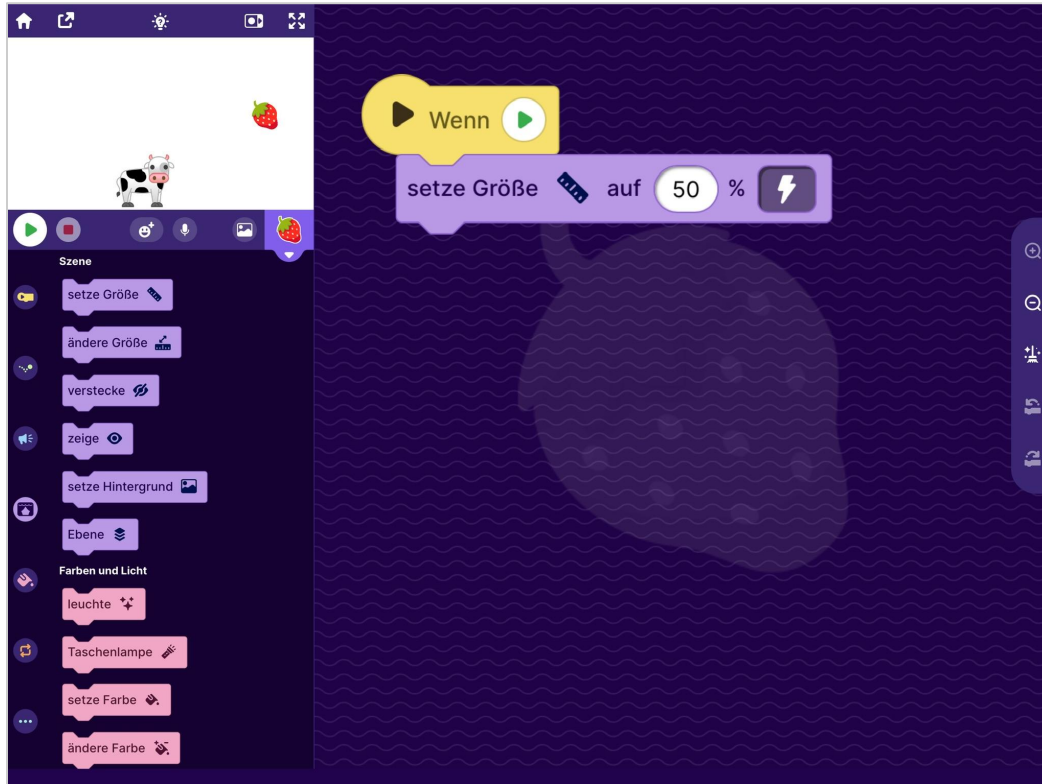 Wenn
setze Größe auf 50 %
Szene
setze Größe
ändere Größe
verstecke
zeige
setze Hintergrund
Ebene
Farben und Licht
leuchte
Taschenlampe
setze Farbe
ändere Farbe